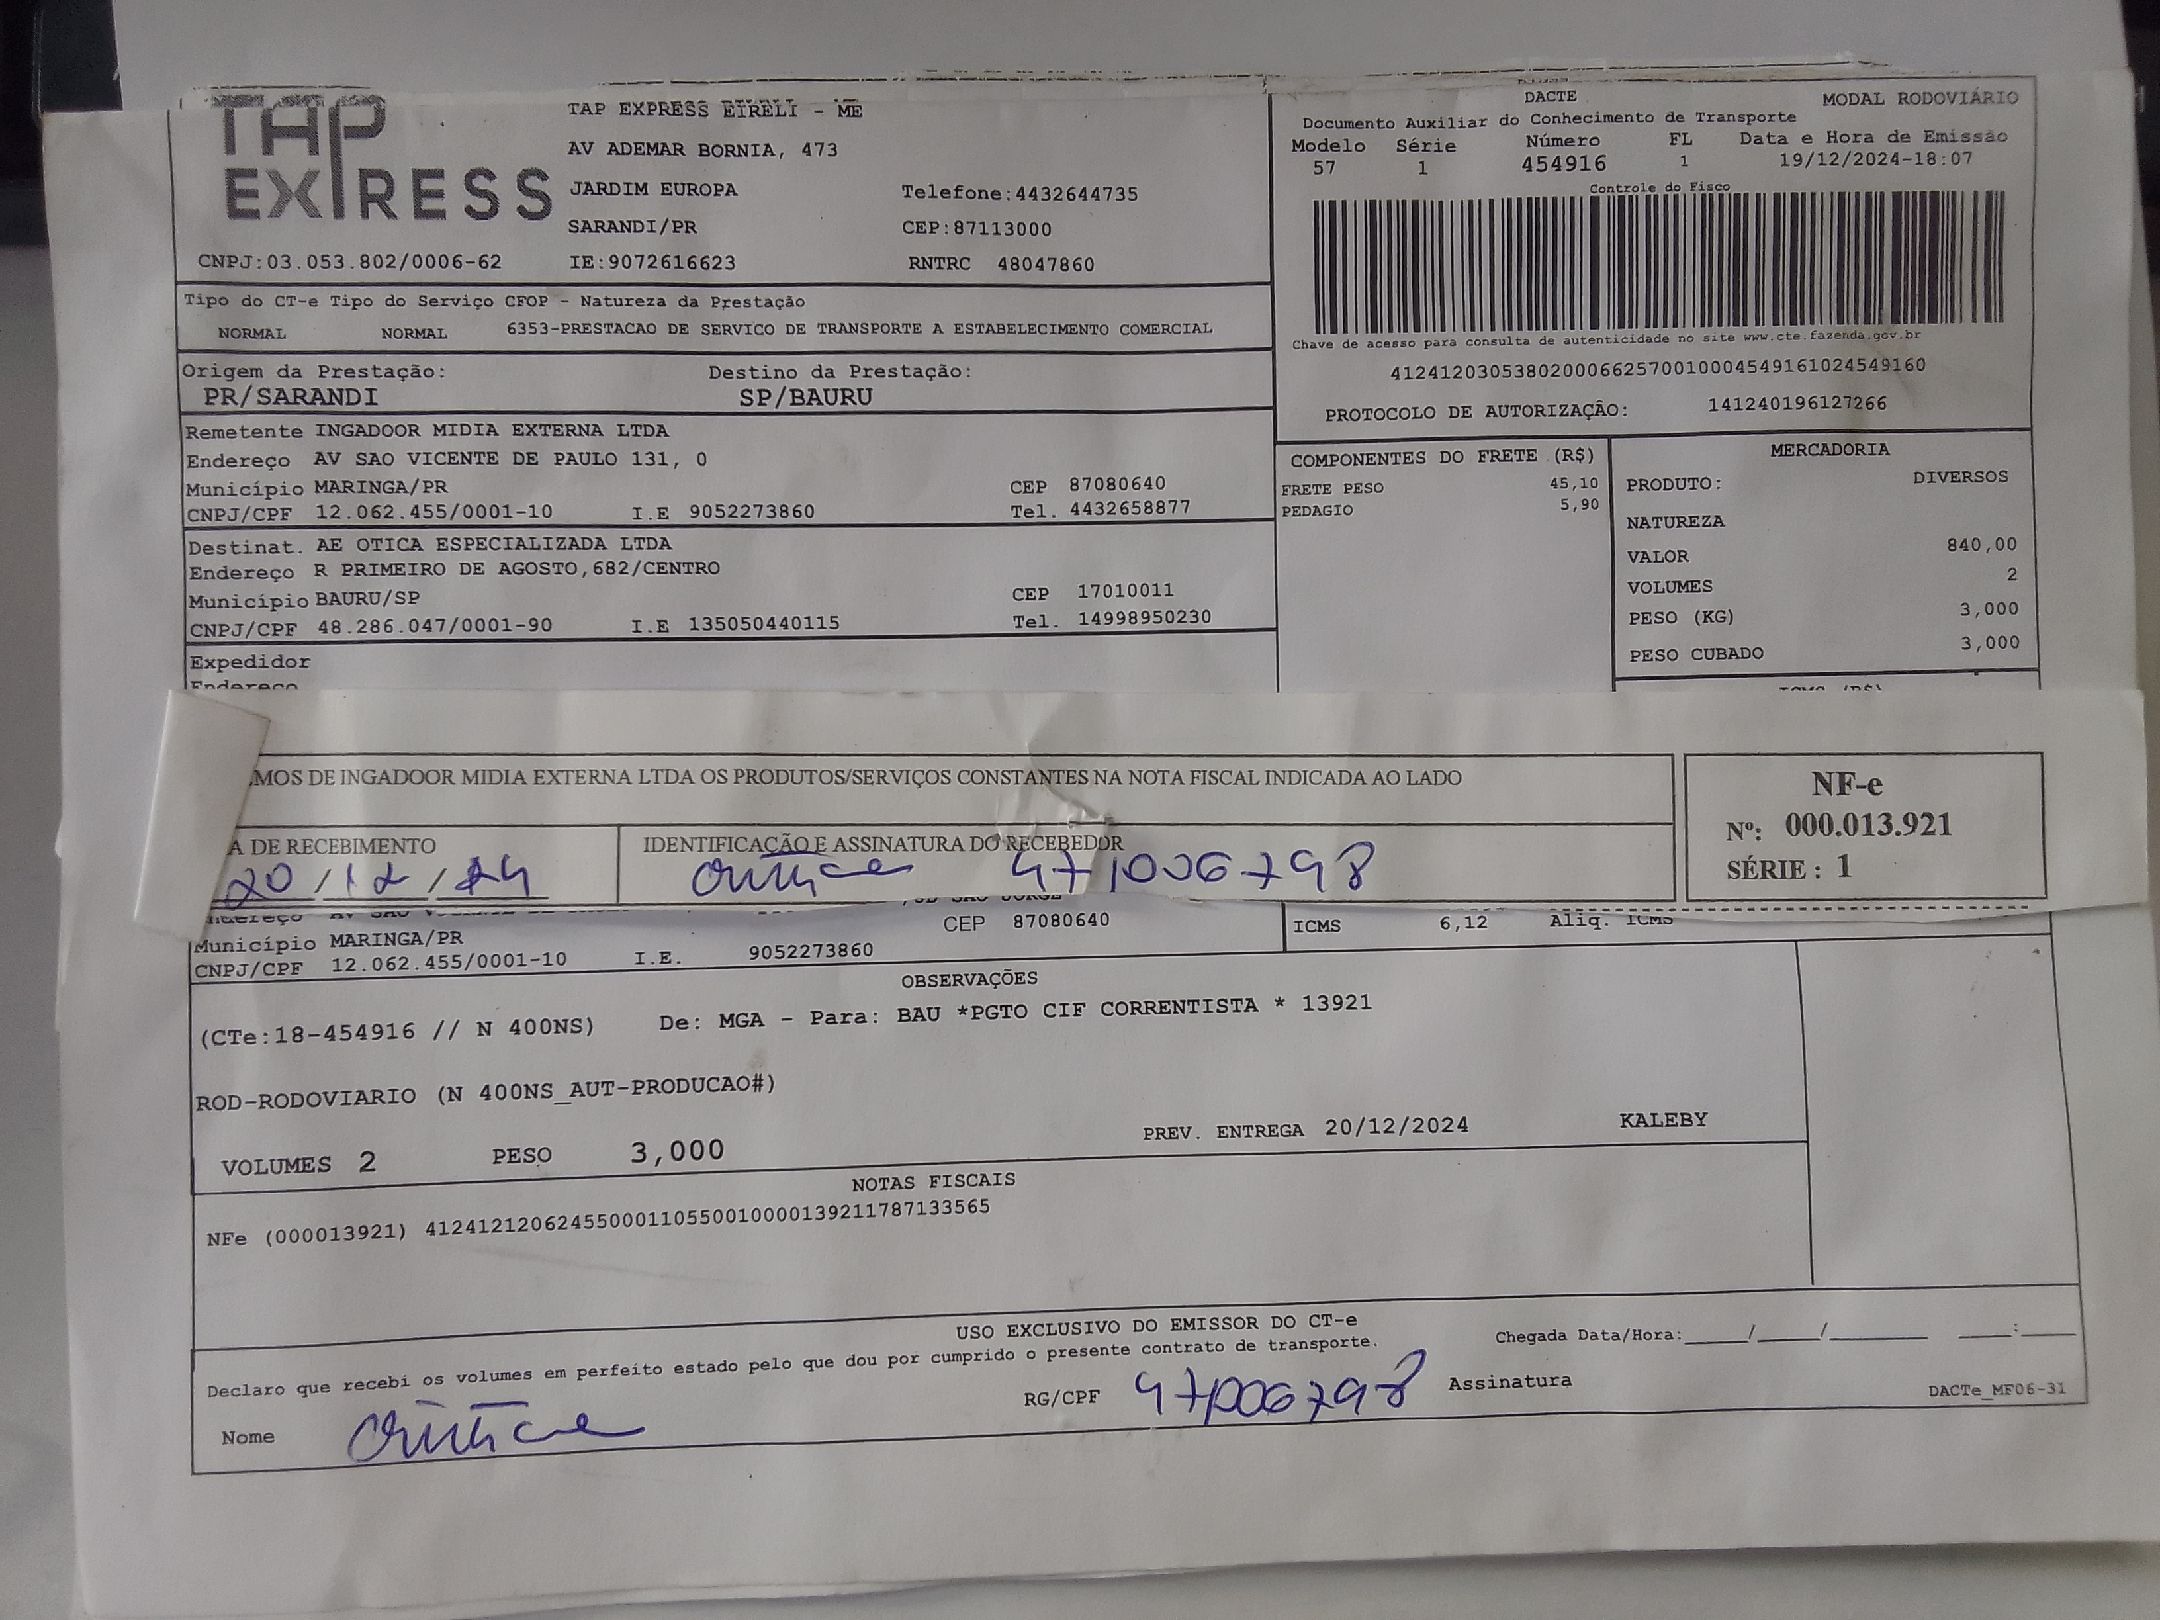 TAP EXPRESS
TAP EXPRESS EIRELI - ME
AV ADEMAR BORNIA, 473
JARDIM EUROPA Telefone:4432644735
SARANDI/PR CEP:87113000
CNPJ:03.053.802/0006-62 IE:9072616623 RNTRC 48047860
DACTE MODAL RODOVIÁRIO
Documento Auxiliar do Conhecimento de Transporte
Modelo Série Número FL Data e Hora de Emissão
57 1 454916 1 19/12/2024-18:07
Controle do Fisco
Chave de acesso para consulta de autenticidade no site www.cte.fazenda.gov.br
41241203053802000662570010004549161024549160
PROTOCOLO DE AUTORIZAÇÃO: 141240196127266
Tipo do CT-e Tipo do Serviço CFOP - Natureza da Prestação
NORMAL NORMAL 6353-PRESTACAO DE SERVICO DE TRANSPORTE A ESTABELECIMENTO COMERCIAL
Origem da Prestação: Destino da Prestação:
PR/SARANDI SP/BAURU
Remetente INGADOOR MIDIA EXTERNA LTDA
Endereço AV SAO VICENTE DE PAULO 131, 0
Município MARINGA/PR CEP 87080640
CNPJ/CPF 12.062.455/0001-10 I.E 9052273860 Tel. 4432658877
Destinat. AE OTICA ESPECIALIZADA LTDA
Endereço R PRIMEIRO DE AGOSTO,682/CENTRO
Município BAURU/SP CEP 17010011
CNPJ/CPF 48.286.047/0001-90 I.E 135050440115 Tel. 14998950230
Expedidor
Endereço
COMPONENTES DO FRETE (R$)
FRETE PESO 45,10
PEDAGIO 5,90
MERCADORIA
PRODUTO: DIVERSOS
NATUREZA
VALOR 840,00
VOLUMES 2
PESO (KG) 3,000
PESO CUBADO 3,000
MOS DE INGADOOR MIDIA EXTERNA LTDA OS PRODUTOS/SERVIÇOS CONSTANTES NA NOTA FISCAL INDICADA AO LADO
A DE RECEBIMENTO IDENTIFICAÇÃO E ASSINATURA DO RECEBEDOR
20/12/24 471006798
NF-e
Nº: 000.013.921
SÉRIE : 1
Endereço
CEP 87080640
Município MARINGA/PR
CNPJ/CPF 12.062.455/0001-10 I.E. 9052273860
ICMS 6,12 Aliq. ICMS
OBSERVAÇÕES
(CTe:18-454916 // N 400NS) De: MGA - Para: BAU *PGTO CIF CORRENTISTA * 13921
ROD-RODOVIARIO (N 400NS_AUT-PRODUCAO#)
VOLUMES 2 PESO 3,000 PREV. ENTREGA 20/12/2024 KALEBY
NOTAS FISCAIS
NFe (000013921) 41241212062455000110550010000139211787133565
USO EXCLUSIVO DO EMISSOR DO CT-e
Declaro que recebi os volumes em perfeito estado pelo que dou por cumprido o presente contrato de transporte. Chegada Data/Hora:_____/_____/________ ____:____
Nome RG/CPF 471006798 Assinatura
DACTe_MF06-31